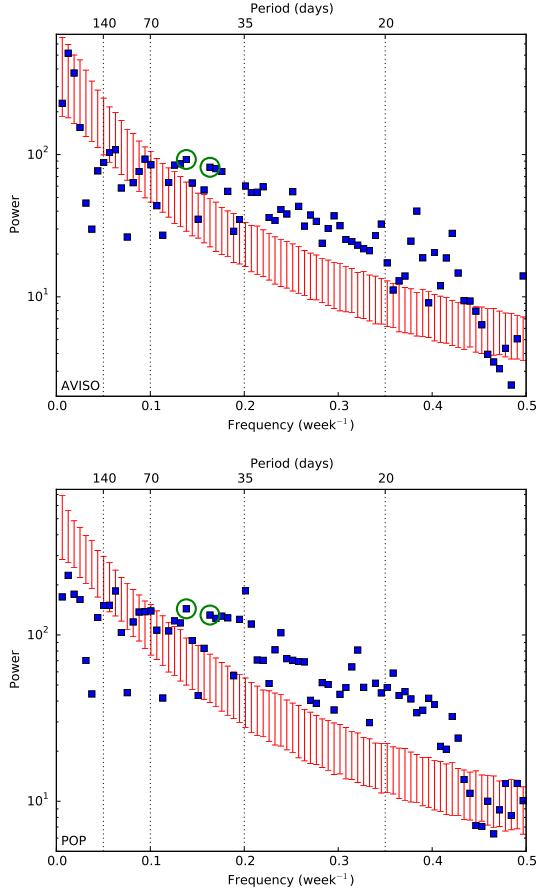 Period (days)
140 70 35 20
10²
10¹
Power
AVISO
0.0 0.1 0.2 0.3 0.4 0.5
Frequency (week⁻¹)
Period (days)
140 70 35 20
10²
10¹
Power
POP
0.0 0.1 0.2 0.3 0.4 0.5
Frequency (week⁻¹)